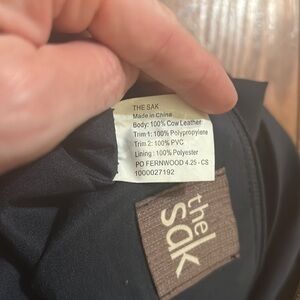 THE SAK
Made in China
Body: 100% Cow Leather
Trim 1: 100% Polypropylene
Trim 2: 100% PVC
Lining: 100% Polyester
PO FERNWOOD 4.25 - CS
1000027192
the
sak